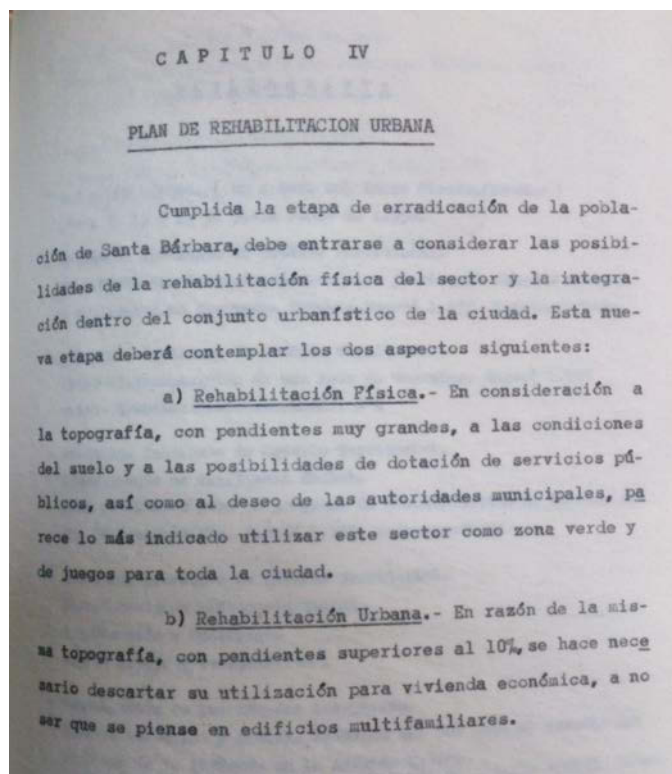 CAPITULO IV
PLAN DE REHABILITACION URBANA
Cumplida la etapa de erradicación de la pobla-
ción de Santa Bárbara, debe entrarse a considerar las posibi-
lidades de la rehabilitación física del sector y la integra-
ción dentro del conjunto urbanístico de la ciudad. Esta nue-
va etapa deberá contemplar los dos aspectos siguientes:
a) Rehabilitación Física.- En consideración a
la topografía, con pendientes muy grandes, a las condiciones
del suelo y a las posibilidades de dotación de servicios pú-
blicos, así como al deseo de las autoridades municipales, pa
rece lo más indicado utilizar este sector como zona verde y
de juegos para toda la ciudad.
b) Rehabilitación Urbana.- En razón de la mis-
ma topografía, con pendientes superiores al 10%, se hace nece
sario descartar su utilización para vivienda económica, a no
ser que se piense en edificios multifamiliares.